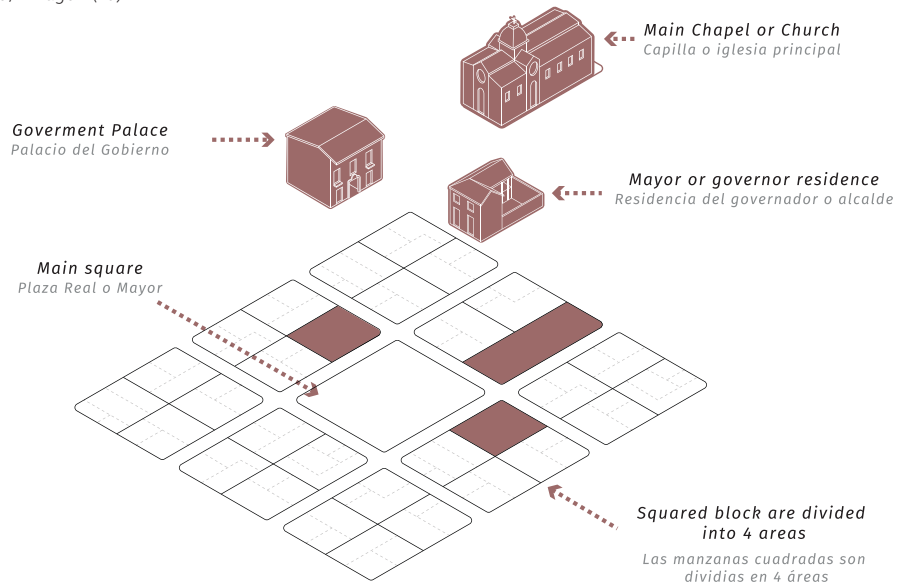 Main Chapel or Church
Capilla o iglesia principal
Goverment Palace
Palacio del Gobierno
Mayor or governor residence
Residencia del governador o alcalde
Main square
Plaza Real o Mayor
Squared block are divided
into 4 areas
Las manzanas cuadradas son
dividias en 4 áreas